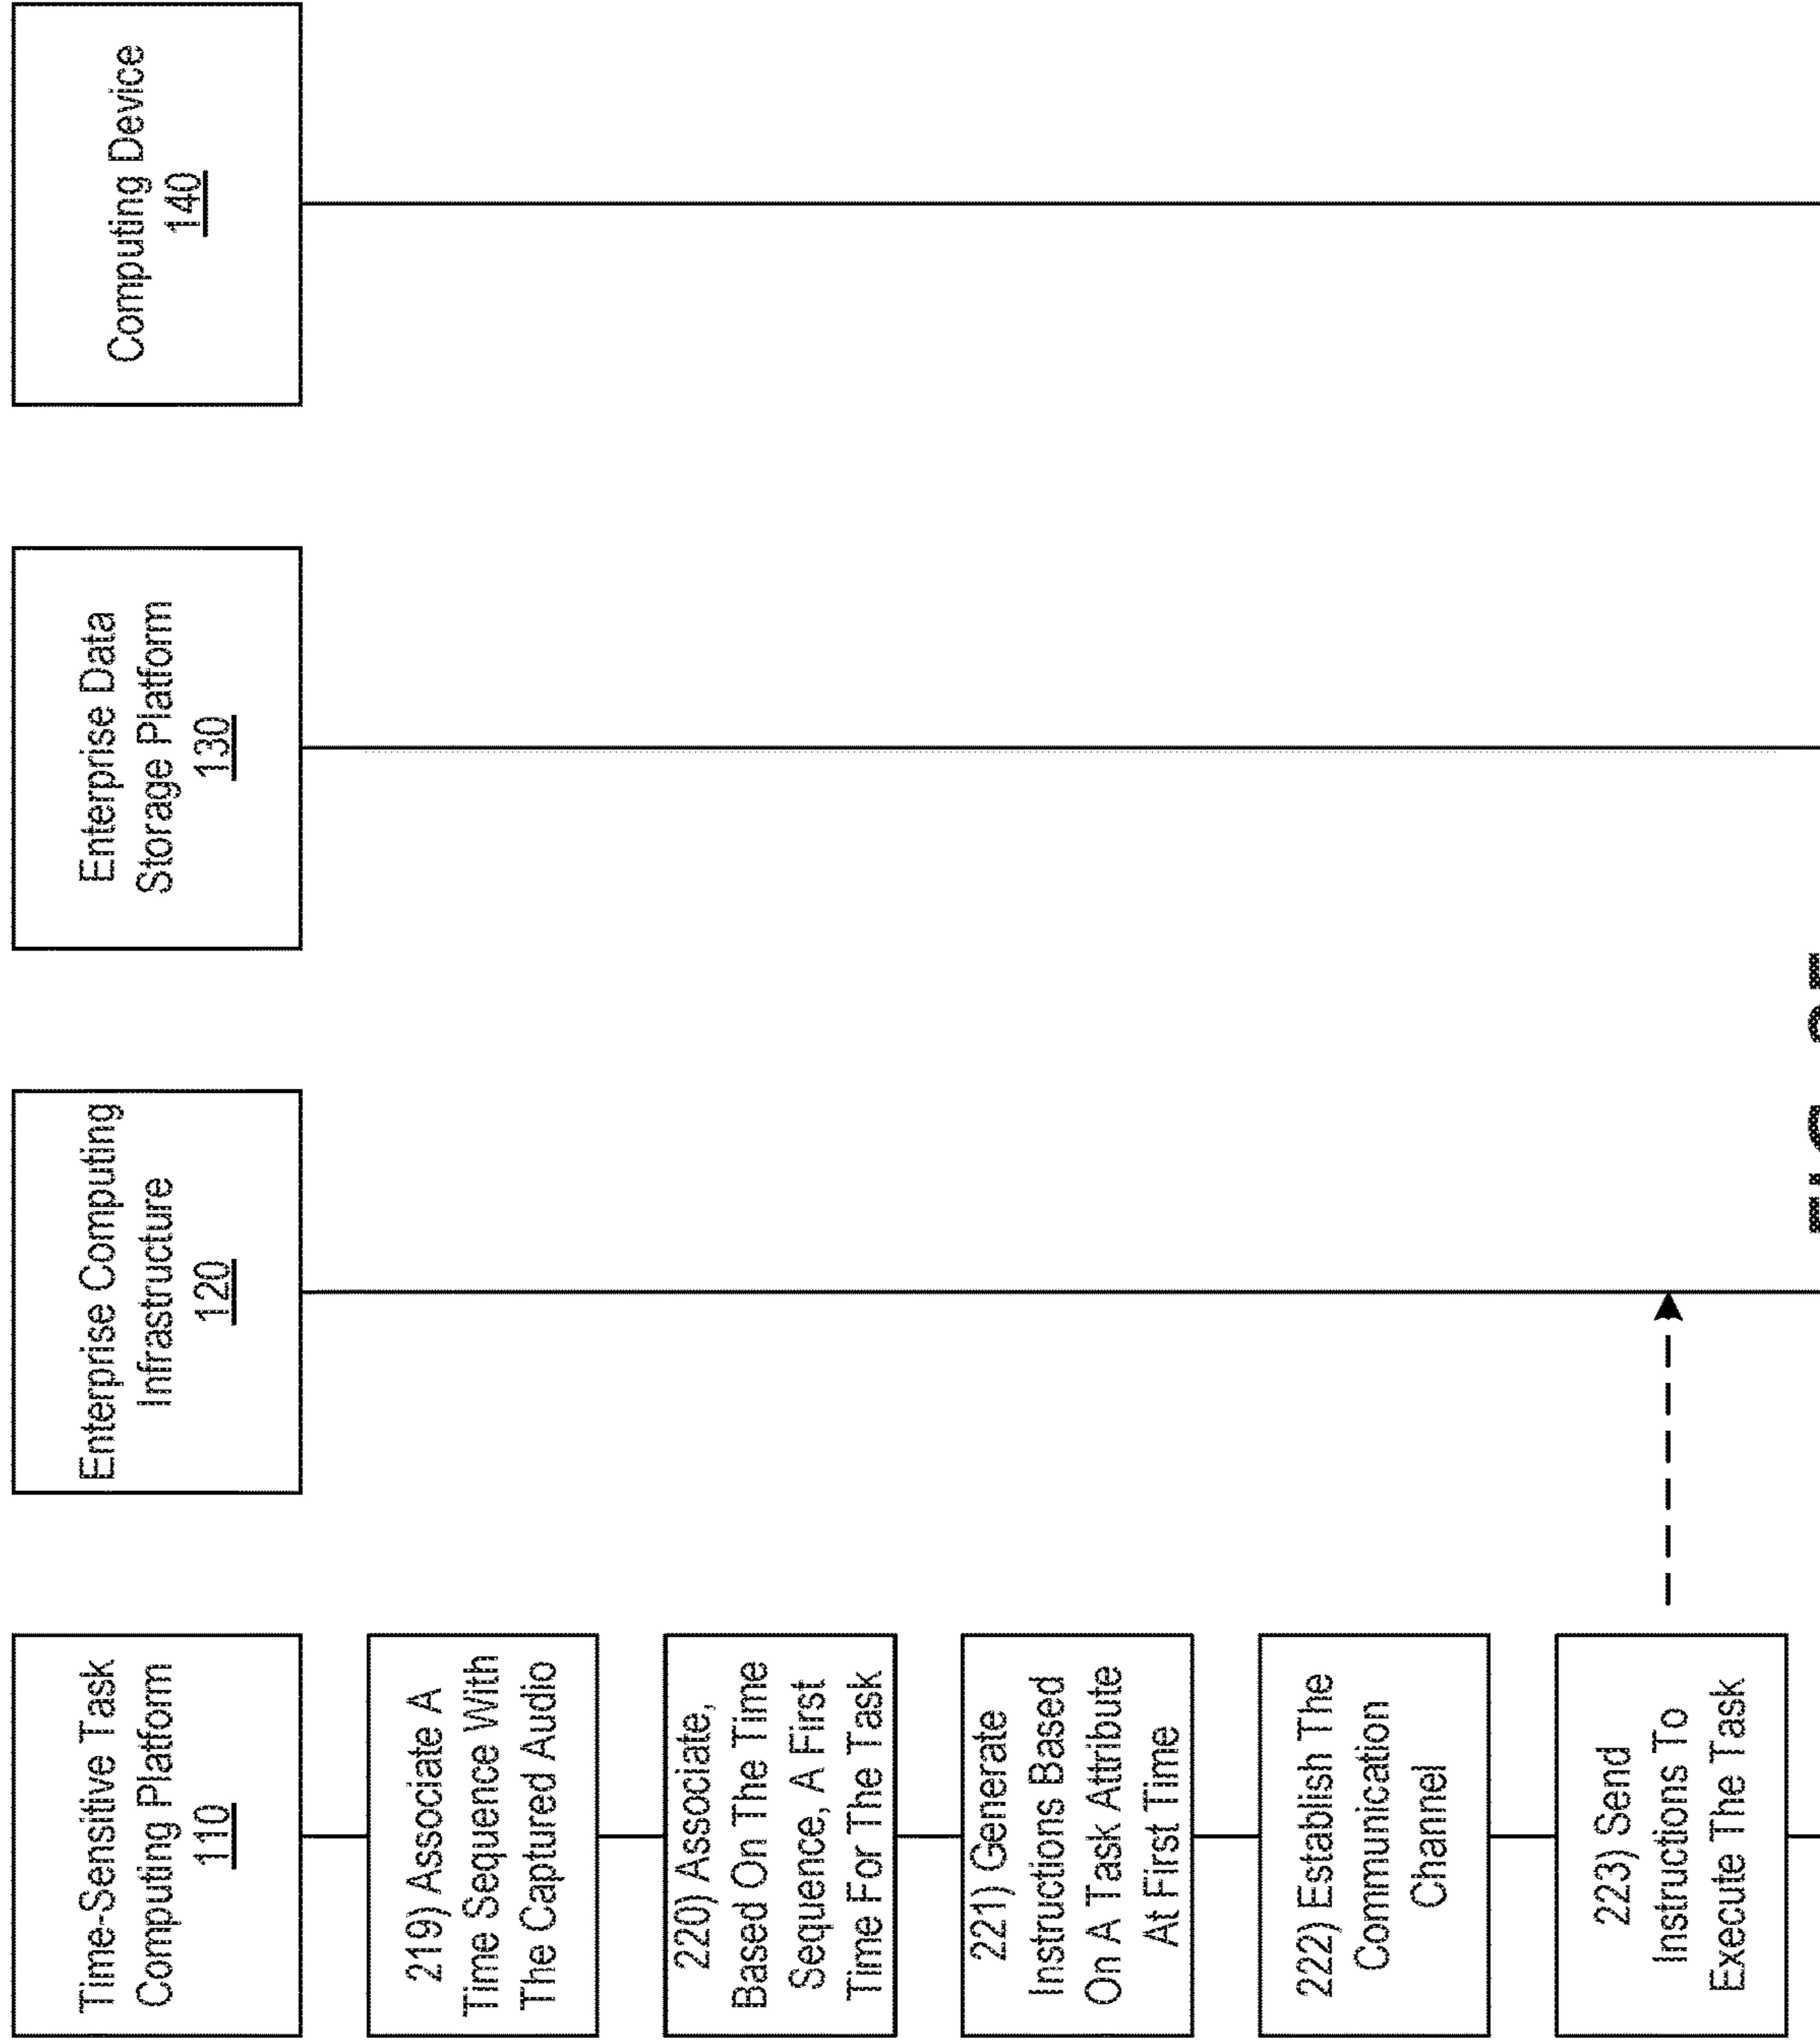 Time-Sensitive Task
Computing Platform
110
Enterprise Computing
Infrastructure
120
Enterprise Data
Storage Platform
130
Computing Device
140
219) Associate A
Time Sequence With
The Captured Audio
220) Associate,
Based On The Time
Sequence, A First
Time For The Task
221) Generate
Instructions Based
On A Task Attribute
At First Time
222) Establish The
Communication
Channel
223) Send
Instructions To
Execute The Task